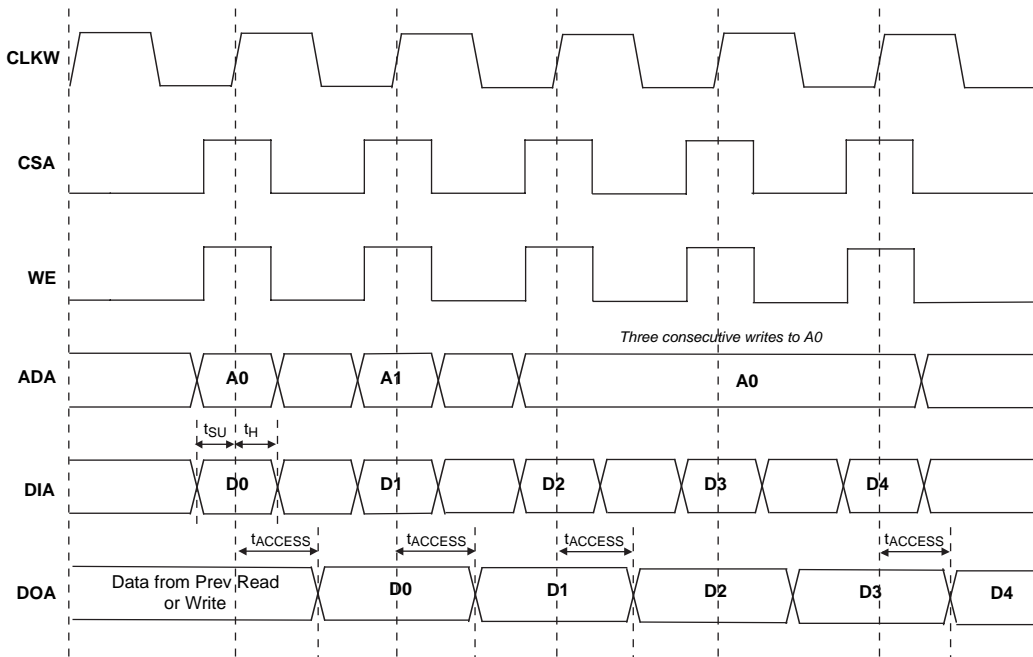 CLKW
CSA
WE
Three consecutive writes to A0
ADA
A0
A1
A0
tSU
tH
DIA
D0
D1
D2
D3
D4
tACCESS
tACCESS
tACCESS
tACCESS
DOA
Data from Prev Read
or Write
D0
D1
D2
D3
D4